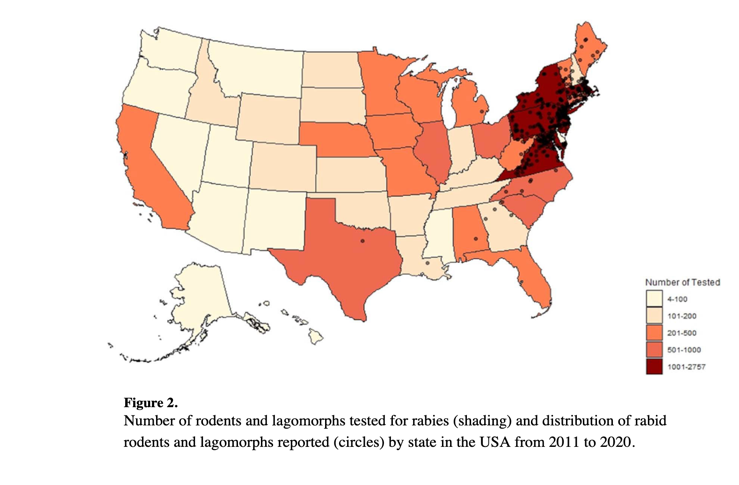 Number of Tested
4-100
101-200
201-500
501-1000
1001-2757
Figure 2.
Number of rodents and lagomorphs tested for rabies (shading) and distribution of rabid
rodents and lagomorphs reported (circles) by state in the USA from 2011 to 2020.